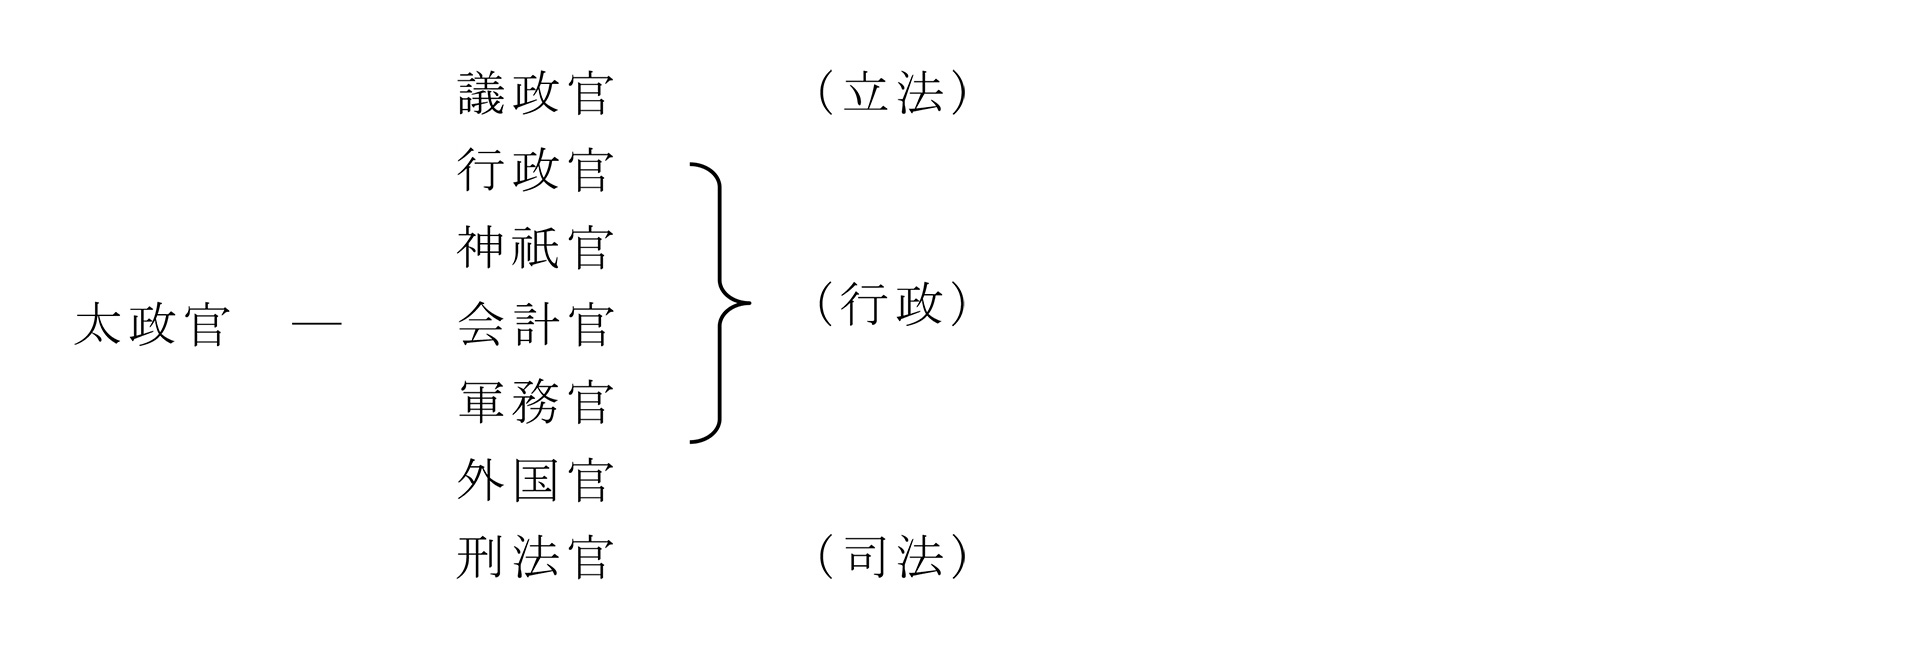 議政官 （立法）
行政官
神祇官
（行政）
太政官 ― 会計官
軍務官
外国官
刑法官 （司法）